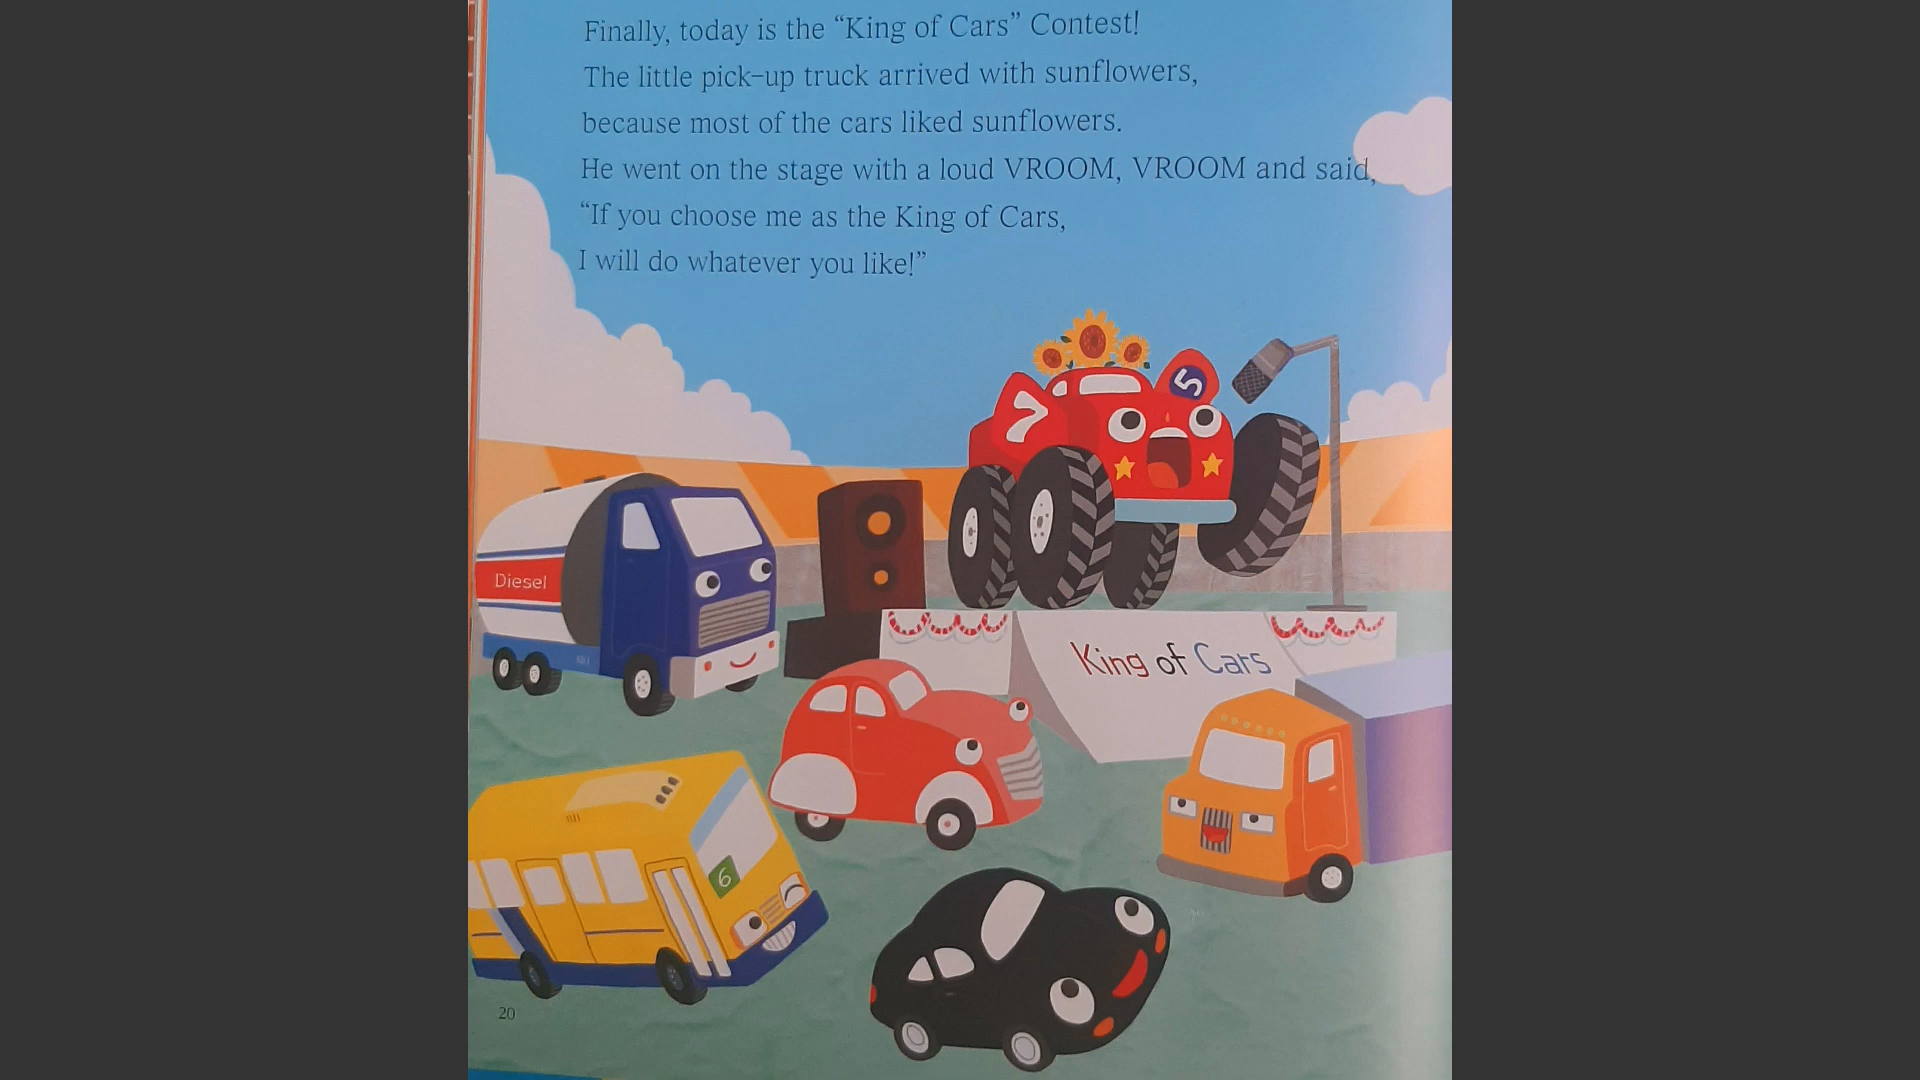 Finally, today is the “King of Cars” Contest!
The little pick-up truck arrived with sunflowers,
because most of the cars liked sunflowers.
He went on the stage with a loud VROOM, VROOM and said,
“If you choose me as the King of Cars,
I will do whatever you like!”
5
7
Diesel
King of Cars
6
20